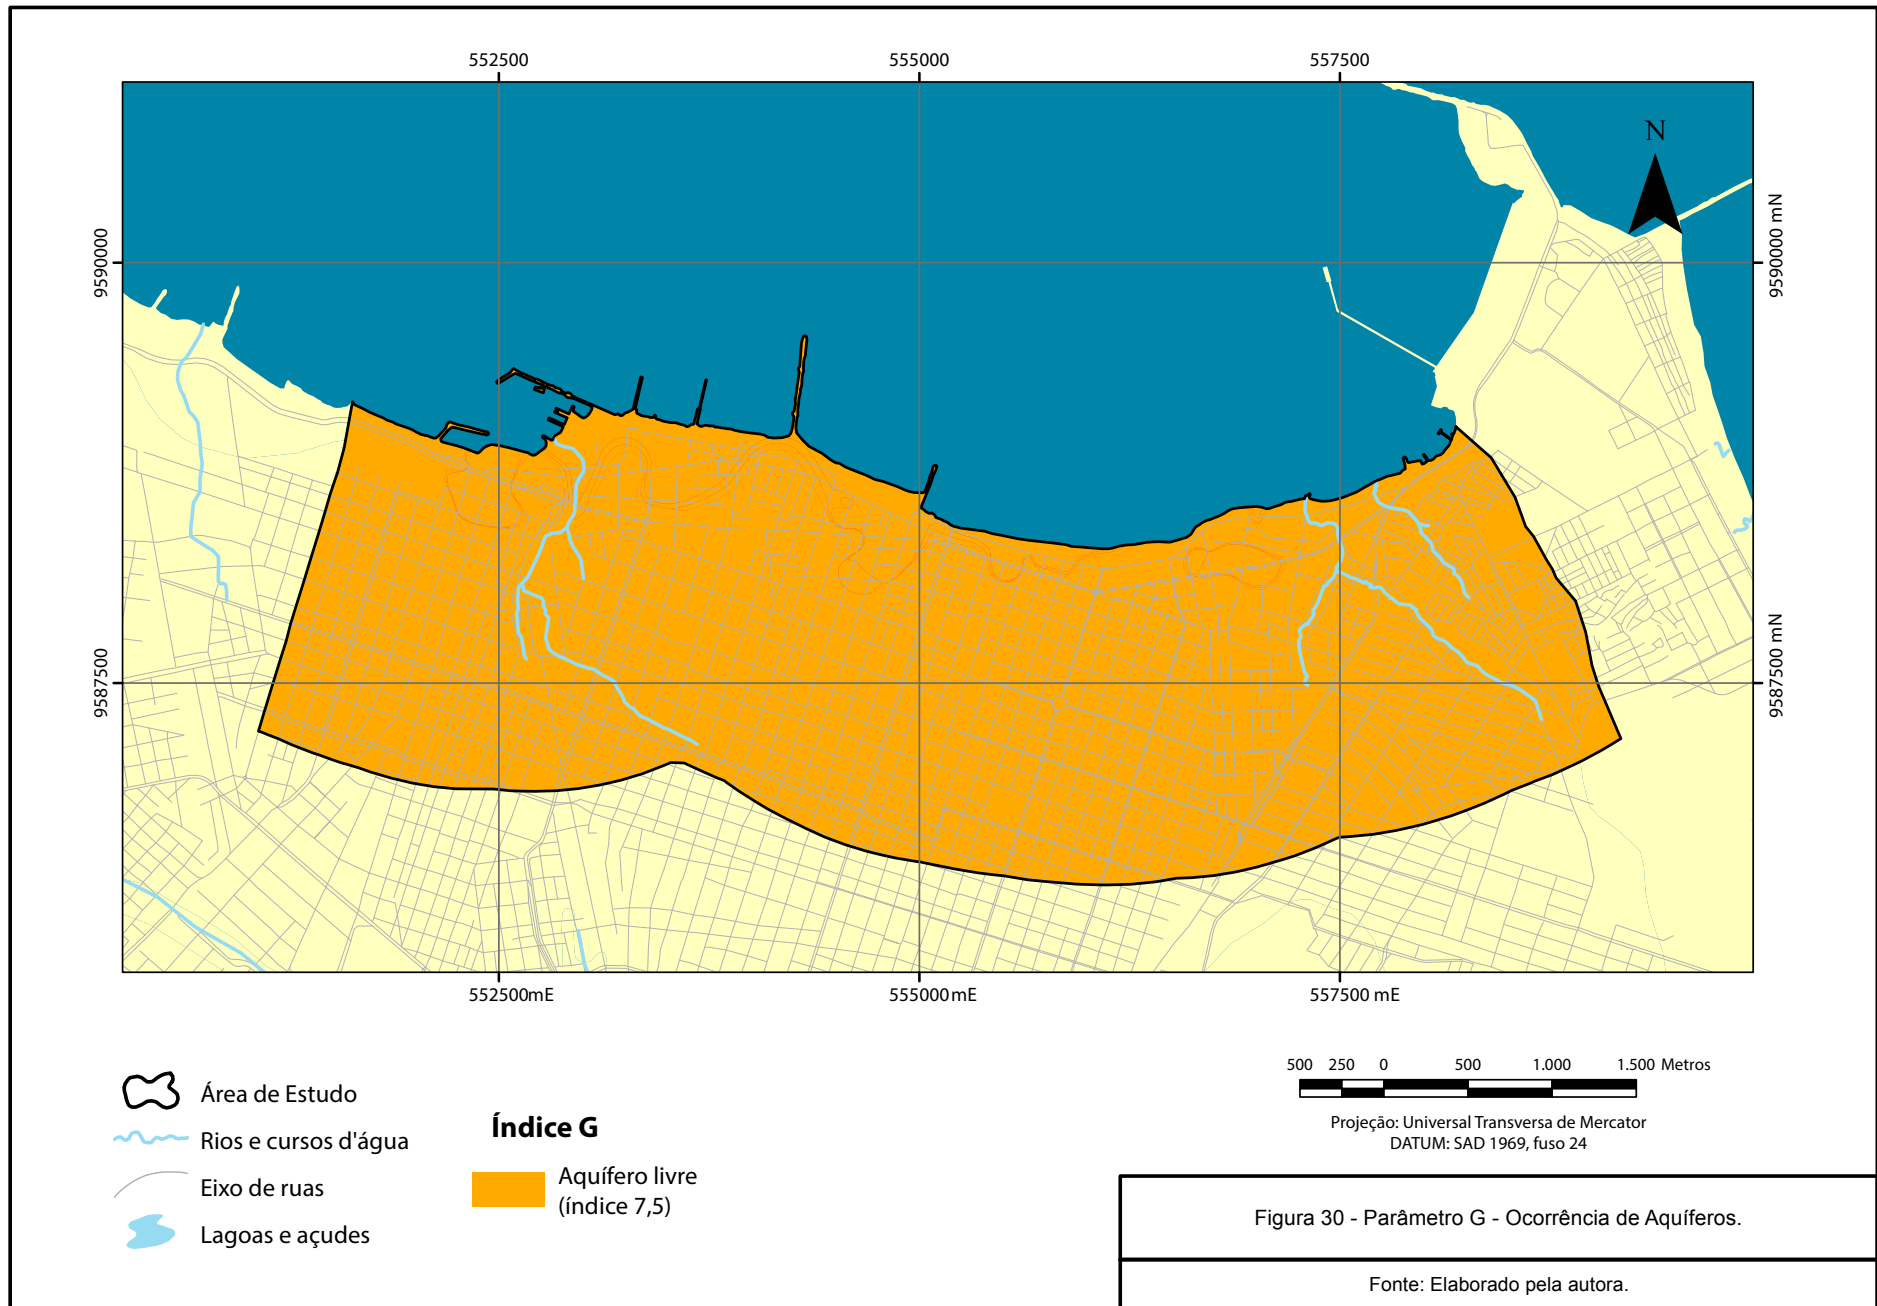 552500
555000
557500
N
9590000
9590000 mN
9587500
9587500 mN
552500mE
555000mE
557500 mE
Área de Estudo
Rios e cursos d'água
Eixo de ruas
Lagoas e açudes
Índice G
Aquífero livre
(índice 7,5)
500 250 0 500 1.000 1.500 Metros
Projeção: Universal Transversa de Mercator
DATUM: SAD 1969, fuso 24
Figura 30 - Parâmetro G - Ocorrência de Aquíferos.
Fonte: Elaborado pela autora.